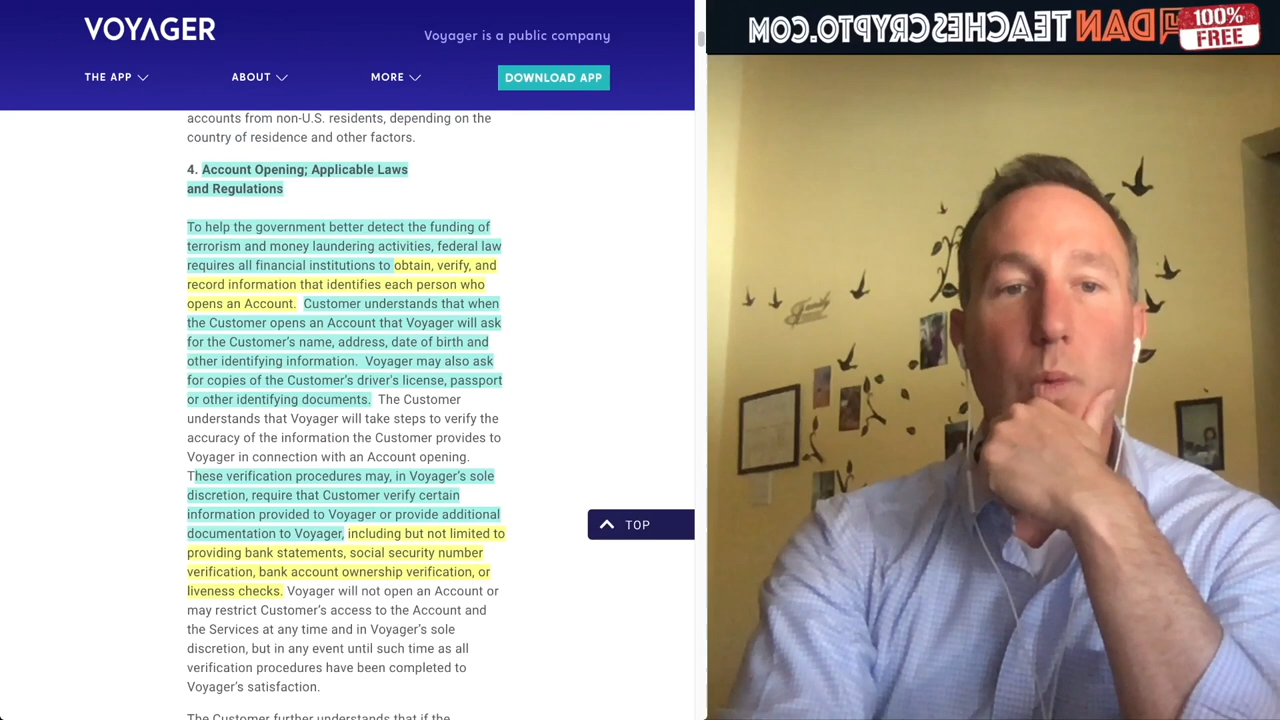 VOYAGER
Voyager is a public company
THE APP
ABOUT
MORE
DOWNLOAD APP
accounts from non-U.S. residents, depending on the
country of residence and other factors.
4. Account Opening; Applicable Laws
and Regulations
To help the government better detect the funding of
terrorism and money laundering activities, federal law
requires all financial institutions to obtain, verify, and
record information that identifies each person who
opens an Account. Customer understands that when
the Customer opens an Account that Voyager will ask
for the Customer's name, address, date of birth and
other identifying information. Voyager may also ask
for copies of the Customer's driver's license, passport
or other identifying documents. The Customer
understands that Voyager will take steps to verify the
accuracy of the information the Customer provides to
Voyager in connection with an Account opening.
These verification procedures may, in Voyager's sole
discretion, require that Customer verify certain
information provided to Voyager or provide additional
documentation to Voyager, including but not limited to
providing bank statements, social security number
verification, bank account ownership verification, or
liveness checks. Voyager will not open an Account or
may restrict Customer's access to the Account and
the Services at any time and in Voyager's sole
discretion, but in any event until such time as all
verification procedures have been completed to
Voyager's satisfaction.
The Customer further understands that if the
TOP
DAN TEACHESCRYPTO.COM
100%
FREE
Family